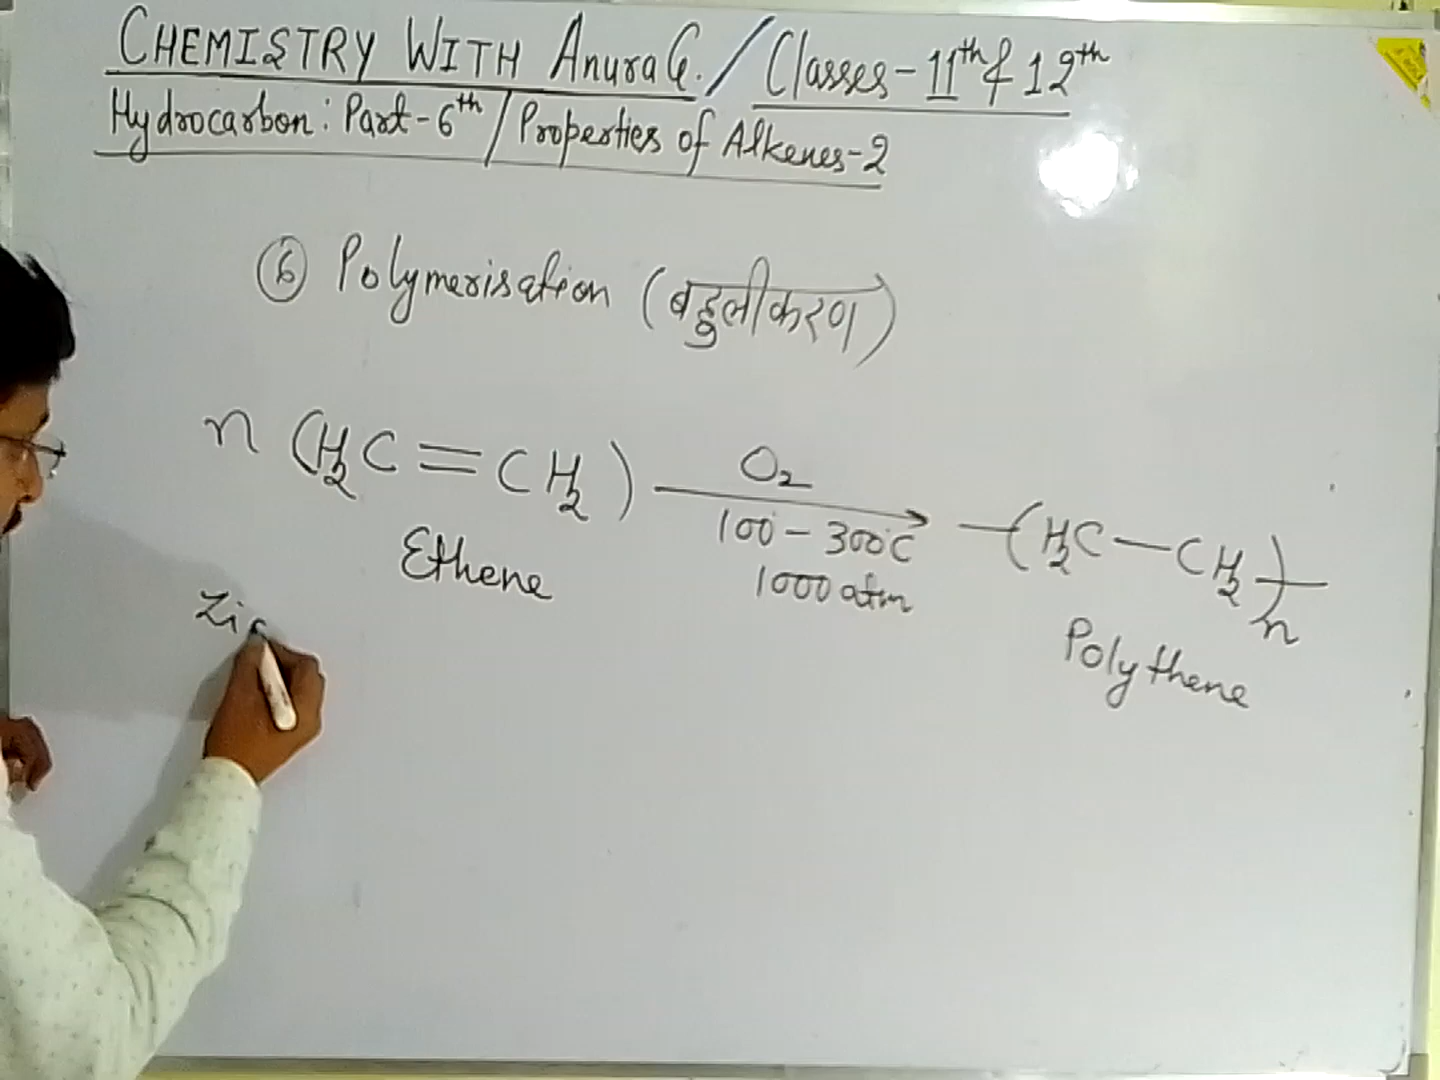 CHEMISTRY WITH AnuraG. / Classes-11th & 12th
Hydrocarbon: Part-6th / Properties of Alkenes-2
⑥ Polymerisation (बहुलीकरण)
n (H₂C=CH₂) O₂ → —(H₂C—CH₂)—n
100-300°C
1000 atm
Ethene
Polythene
Zi